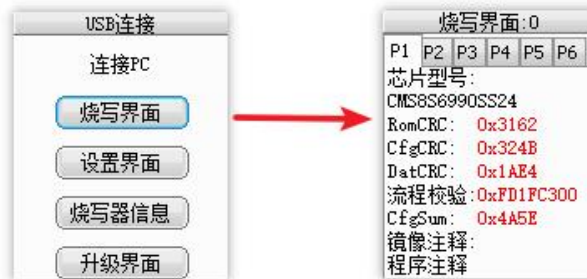 USB连接
连接PC
烧写界面
设置界面
烧写器信息
升级界面
烧写界面:0
P1 P2 P3 P4 P5 P6
芯片型号:
CMS8S6990SS24
RomCRC: 0x3162
CfgCRC: 0x324B
DatCRC: 0x1AE4
流程校验:0xFD1FC300
CfgSum: 0x4A5E
镜像注释:
程序注释